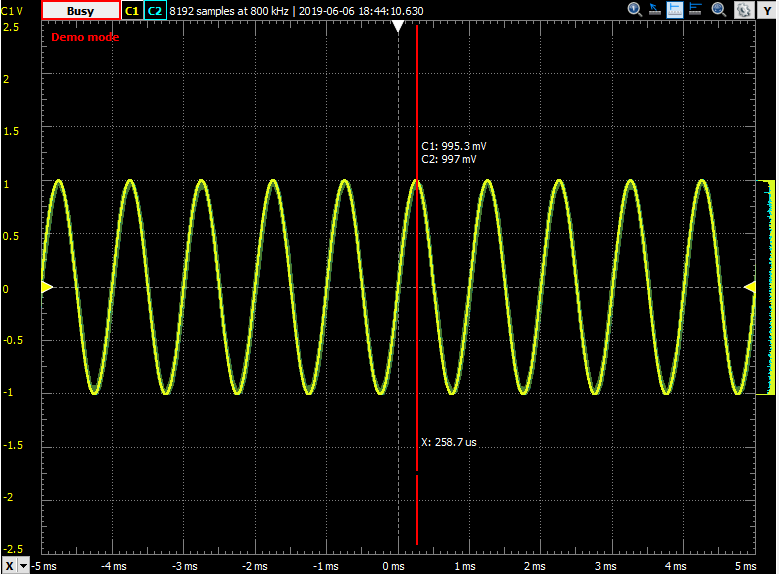 C1 V
Busy
C1
C2
8192 samples at 800 kHz | 2019-06-06 18:44:10.630
Y
2.5
Demo mode
2
1.5
C1: 995.3 mV
C2: 997 mV
1
0.5
0
-0.5
-1
X: 258.7 us
-1.5
-2
-2.5
X
-5 ms
-4 ms
-3 ms
-2 ms
-1 ms
0 ms
1 ms
2 ms
3 ms
4 ms
5 ms